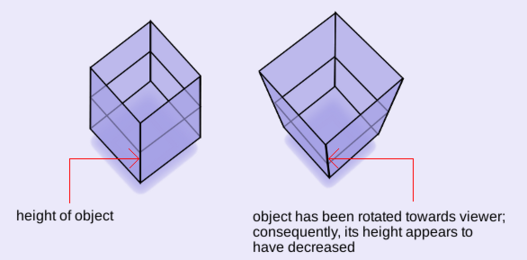 height of object
object has been rotated towards viewer;
consequently, its height appears to
have decreased